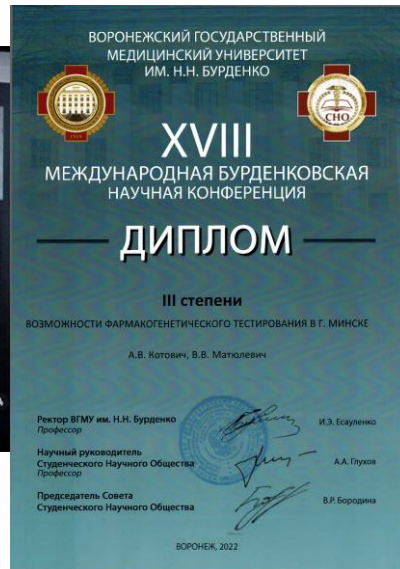 ВОРОНЕЖСКИЙ ГОСУДАРСТВЕННЫЙ
МЕДИЦИНСКИЙ УНИВЕРСИТЕТ
ИМ. Н.Н. БУРДЕНКО
СНО
XVIII
МЕЖДУНАРОДНАЯ БУРДЕНКОВСКАЯ
НАУЧНАЯ КОНФЕРЕНЦИЯ
ДИПЛОМ
III степени
ВОЗМОЖНОСТИ ФАРМАКОГЕНЕТИЧЕСКОГО ТЕСТИРОВАНИЯ В Г. МИНСКЕ
А.В. Котович, В.В. Матюлевич
Ректор ВГМУ им. Н.Н. Бурденко
Профессор
И.Э. Есауленко
Научный руководитель
Студенческого Научного Общества
Профессор
А.А. Глухов
Председатель Совета
Студенческого Научного Общества
В.Р. Бородина
ВОРОНЕЖ, 2022